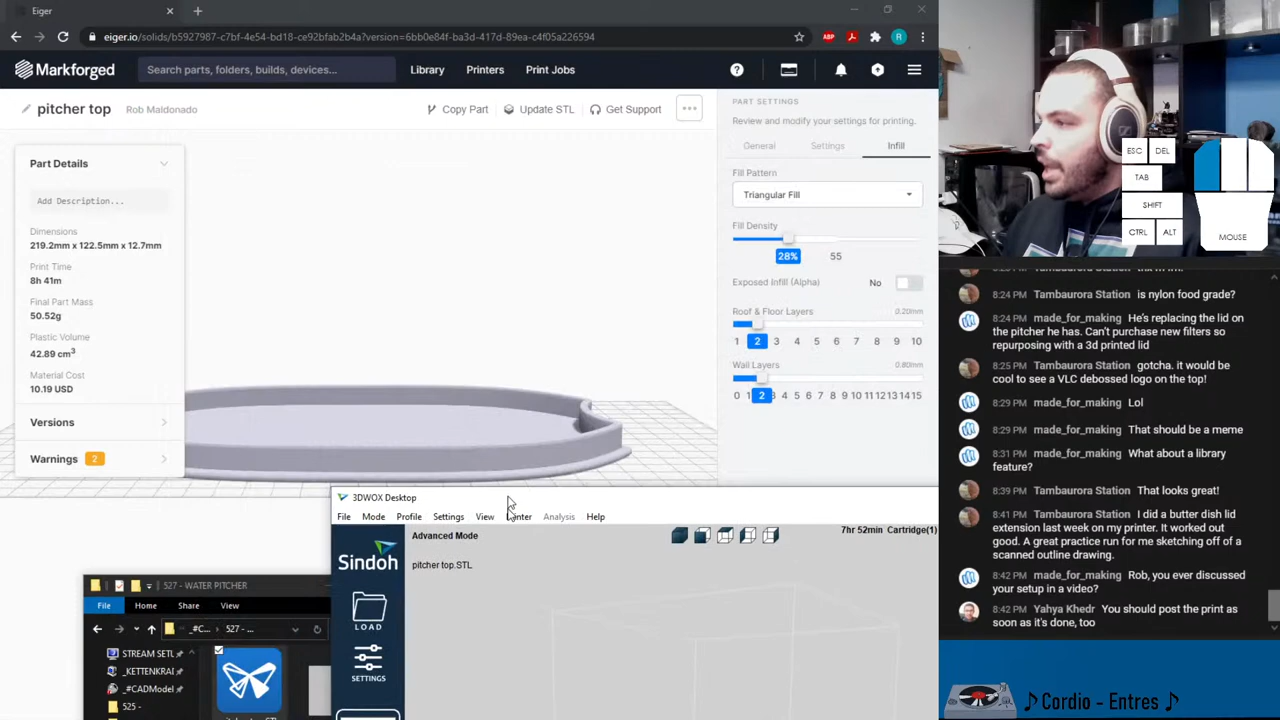 Eiger
eiger.io/solids/b5927987-c7bf-4e54-bd18-ce92bfab2b4a?version=6bb0e84f-ba3d-417d-89ea-c4f05a226594
ABP
R
Markforged
Search parts, folders, builds, devices...
Library
Printers
Print Jobs
pitcher top
Rob Maldonado
Copy Part
Update STL
Get Support
Part Details
Add Description...
Dimensions
219.2mm x 122.5mm x 12.7mm
Print Time
8h 41m
Final Part Mass
50.52g
Plastic Volume
42.89 cm³
Material Cost
10.19 USD
Versions
Warnings 2
PART SETTINGS
Review and modify your settings for printing.
General
Settings
Infill
Fill Pattern
Triangular Fill
Fill Density
28% 55
Exposed Infill (Alpha) No
Roof & Floor Layers 0.20mm
1 2 3 4 5 6 7 8 9 10
Wall Layers 0.80mm
0 1 2 3 4 5 6 7 8 9 10 11 12 13 14 15
3DWOX Desktop
File Mode Profile Settings View Analysis Help
Advanced Mode
7hr 52min Cartridge(1)
Sindoh
pitcher top.STL
LOAD
SETTINGS
527 - WATER PITCHER
File Home Share View
_#C... 527 - ...
STREAM SETU
_KETTENKRAI
_#CADModel
525 -
ESC DEL
TAB
SHIFT
CTRL ALT
MOUSE
8:24 PM Tambaurora Station is nylon food grade?
8:24 PM made_for_making He's replacing the lid on
the pitcher he has. Can't purchase new filters so
repurposing with a 3d printed lid
8:25 PM Tambaurora Station gotcha. it would be
cool to see a VLC debossed logo on the top!
8:29 PM made_for_making Lol
8:29 PM made_for_making That should be a meme
8:31 PM made_for_making What about a library
feature?
8:39 PM Tambaurora Station That looks great!
8:41 PM Tambaurora Station I did a butter dish lid
extension last week on my printer. It worked out
good. A great practice run for me sketching off of a
scanned outline drawing.
8:42 PM made_for_making Rob, you ever discussed
your setup in a video?
8:42 PM Yahya Khedr You should post the print as
soon as it's done, too
♪ Cordio - Entres ♪